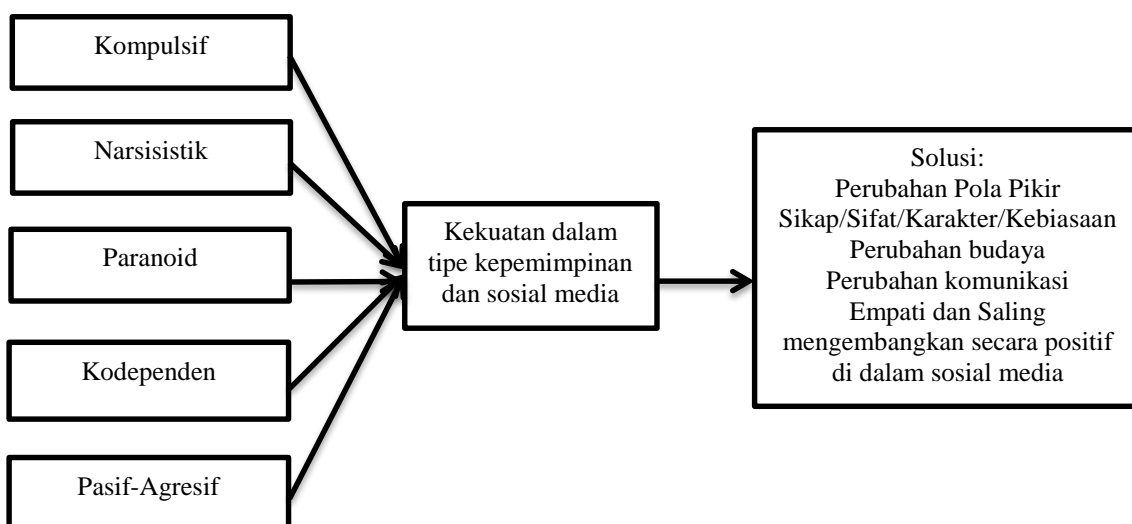 Kompulsif
Narsisistik
Paranoid
Kodependen
Pasif-Agresif
Kekuatan dalam
tipe kepemimpinan
dan sosial media
Solusi:
Perubahan Pola Pikir
Sikap/Sifat/Karakter/Kebiasaan
Perubahan budaya
Perubahan komunikasi
Empati dan Saling
mengembangkan secara positif
di dalam sosial media